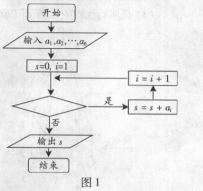 开始
输入 a₁,a₂,…,a₆
s=0, i=1
i = i + 1
是
s = s + aᵢ
否
输出 s
结束
图 1